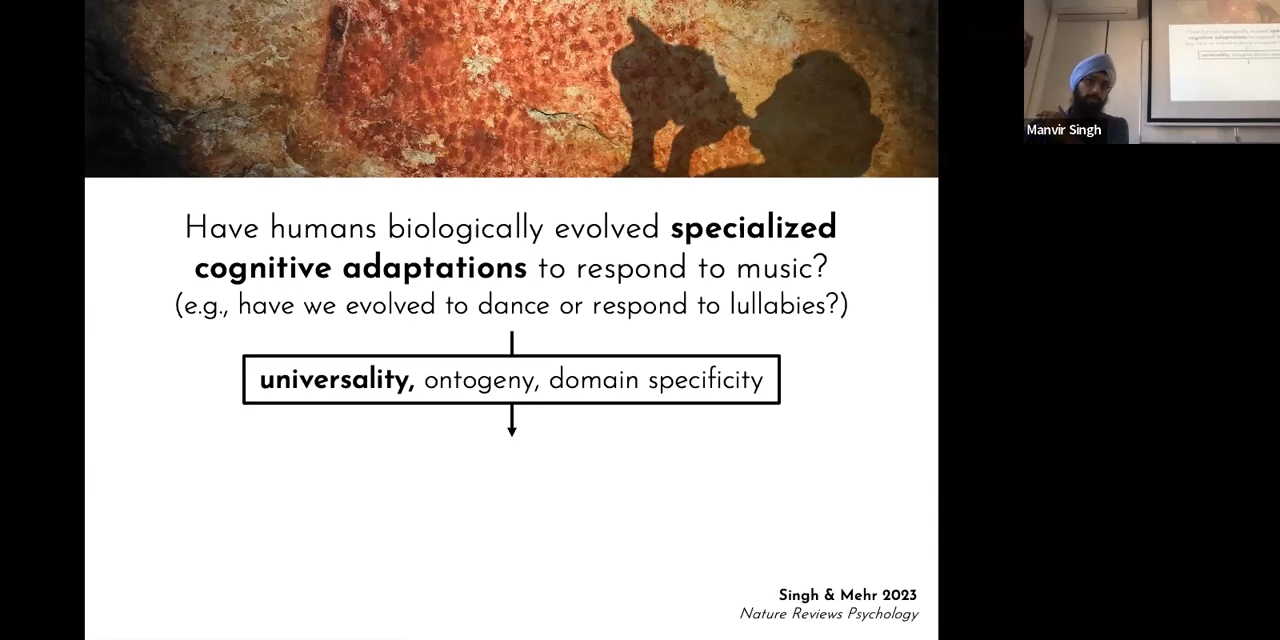 Have humans biologically evolved specialized
cognitive adaptations to respond to music?
(e.g., have we evolved to dance or respond to lullabies?)
universality, ontogeny, domain specificity
Singh & Mehr 2023
Nature Reviews Psychology
Manvir Singh